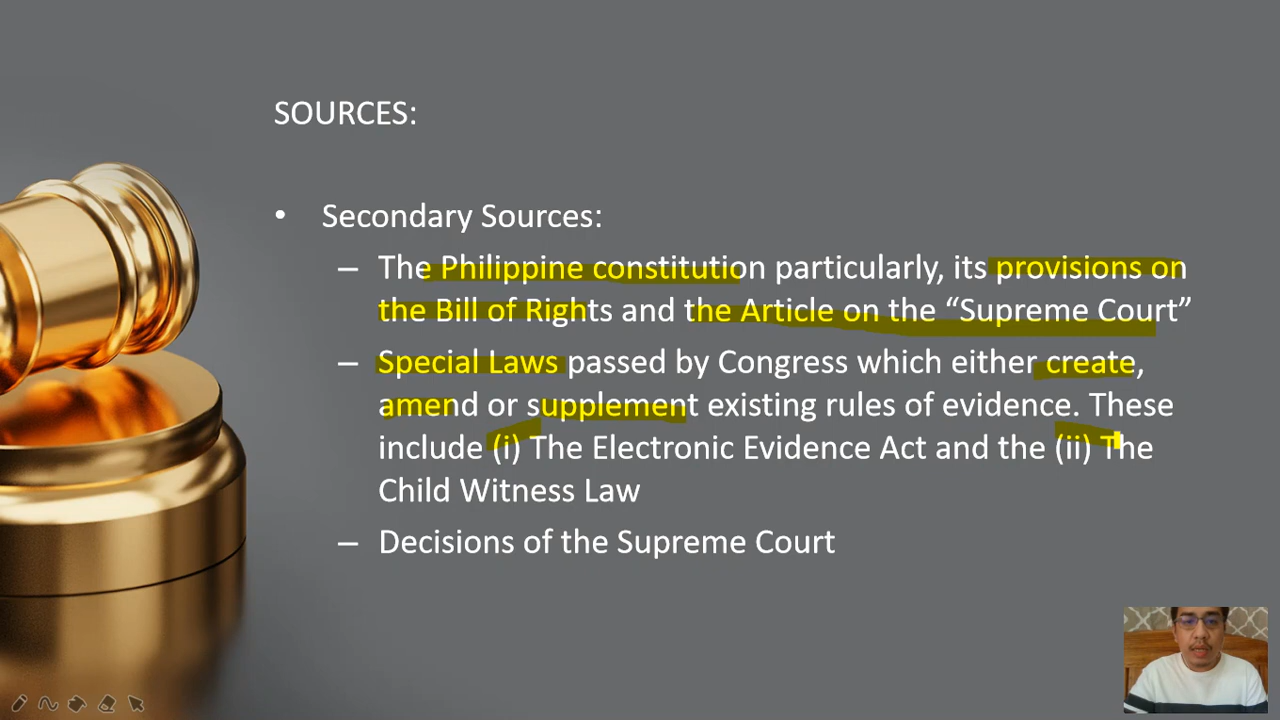 SOURCES:
• Secondary Sources:
– The Philippine constitution particularly, its provisions on
the Bill of Rights and the Article on the “Supreme Court”
– Special Laws passed by Congress which either create,
amend or supplement existing rules of evidence. These
include (i) The Electronic Evidence Act and the (ii) The
Child Witness Law
– Decisions of the Supreme Court